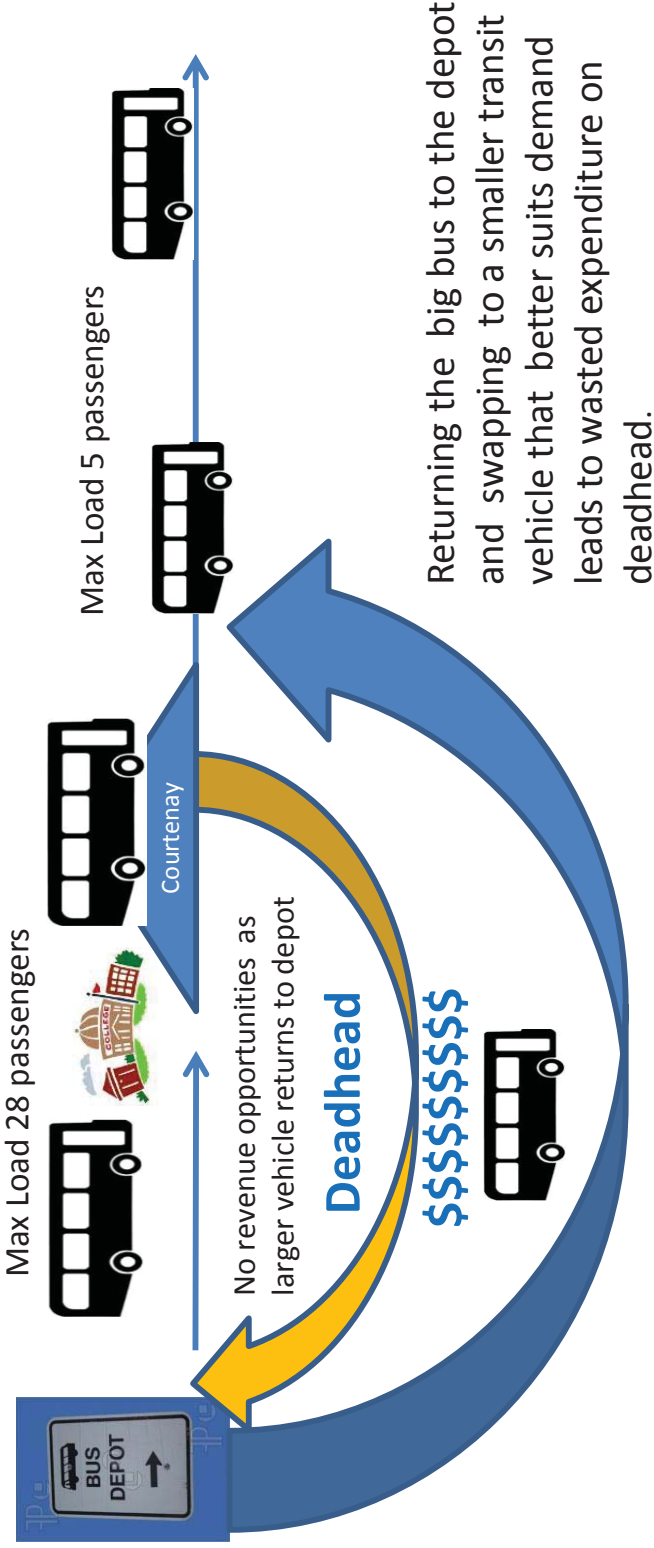 Max Load 28 passengers
Max Load 5 passengers
BUS
DEPOT
COLLEGE
Courtenay
No revenue opportunities as
larger vehicle returns to depot
Deadhead
$$$$$$$$$$
Returning the big bus to the depot
and swapping to a smaller transit
vehicle that better suits demand
leads to wasted expenditure on
deadhead.